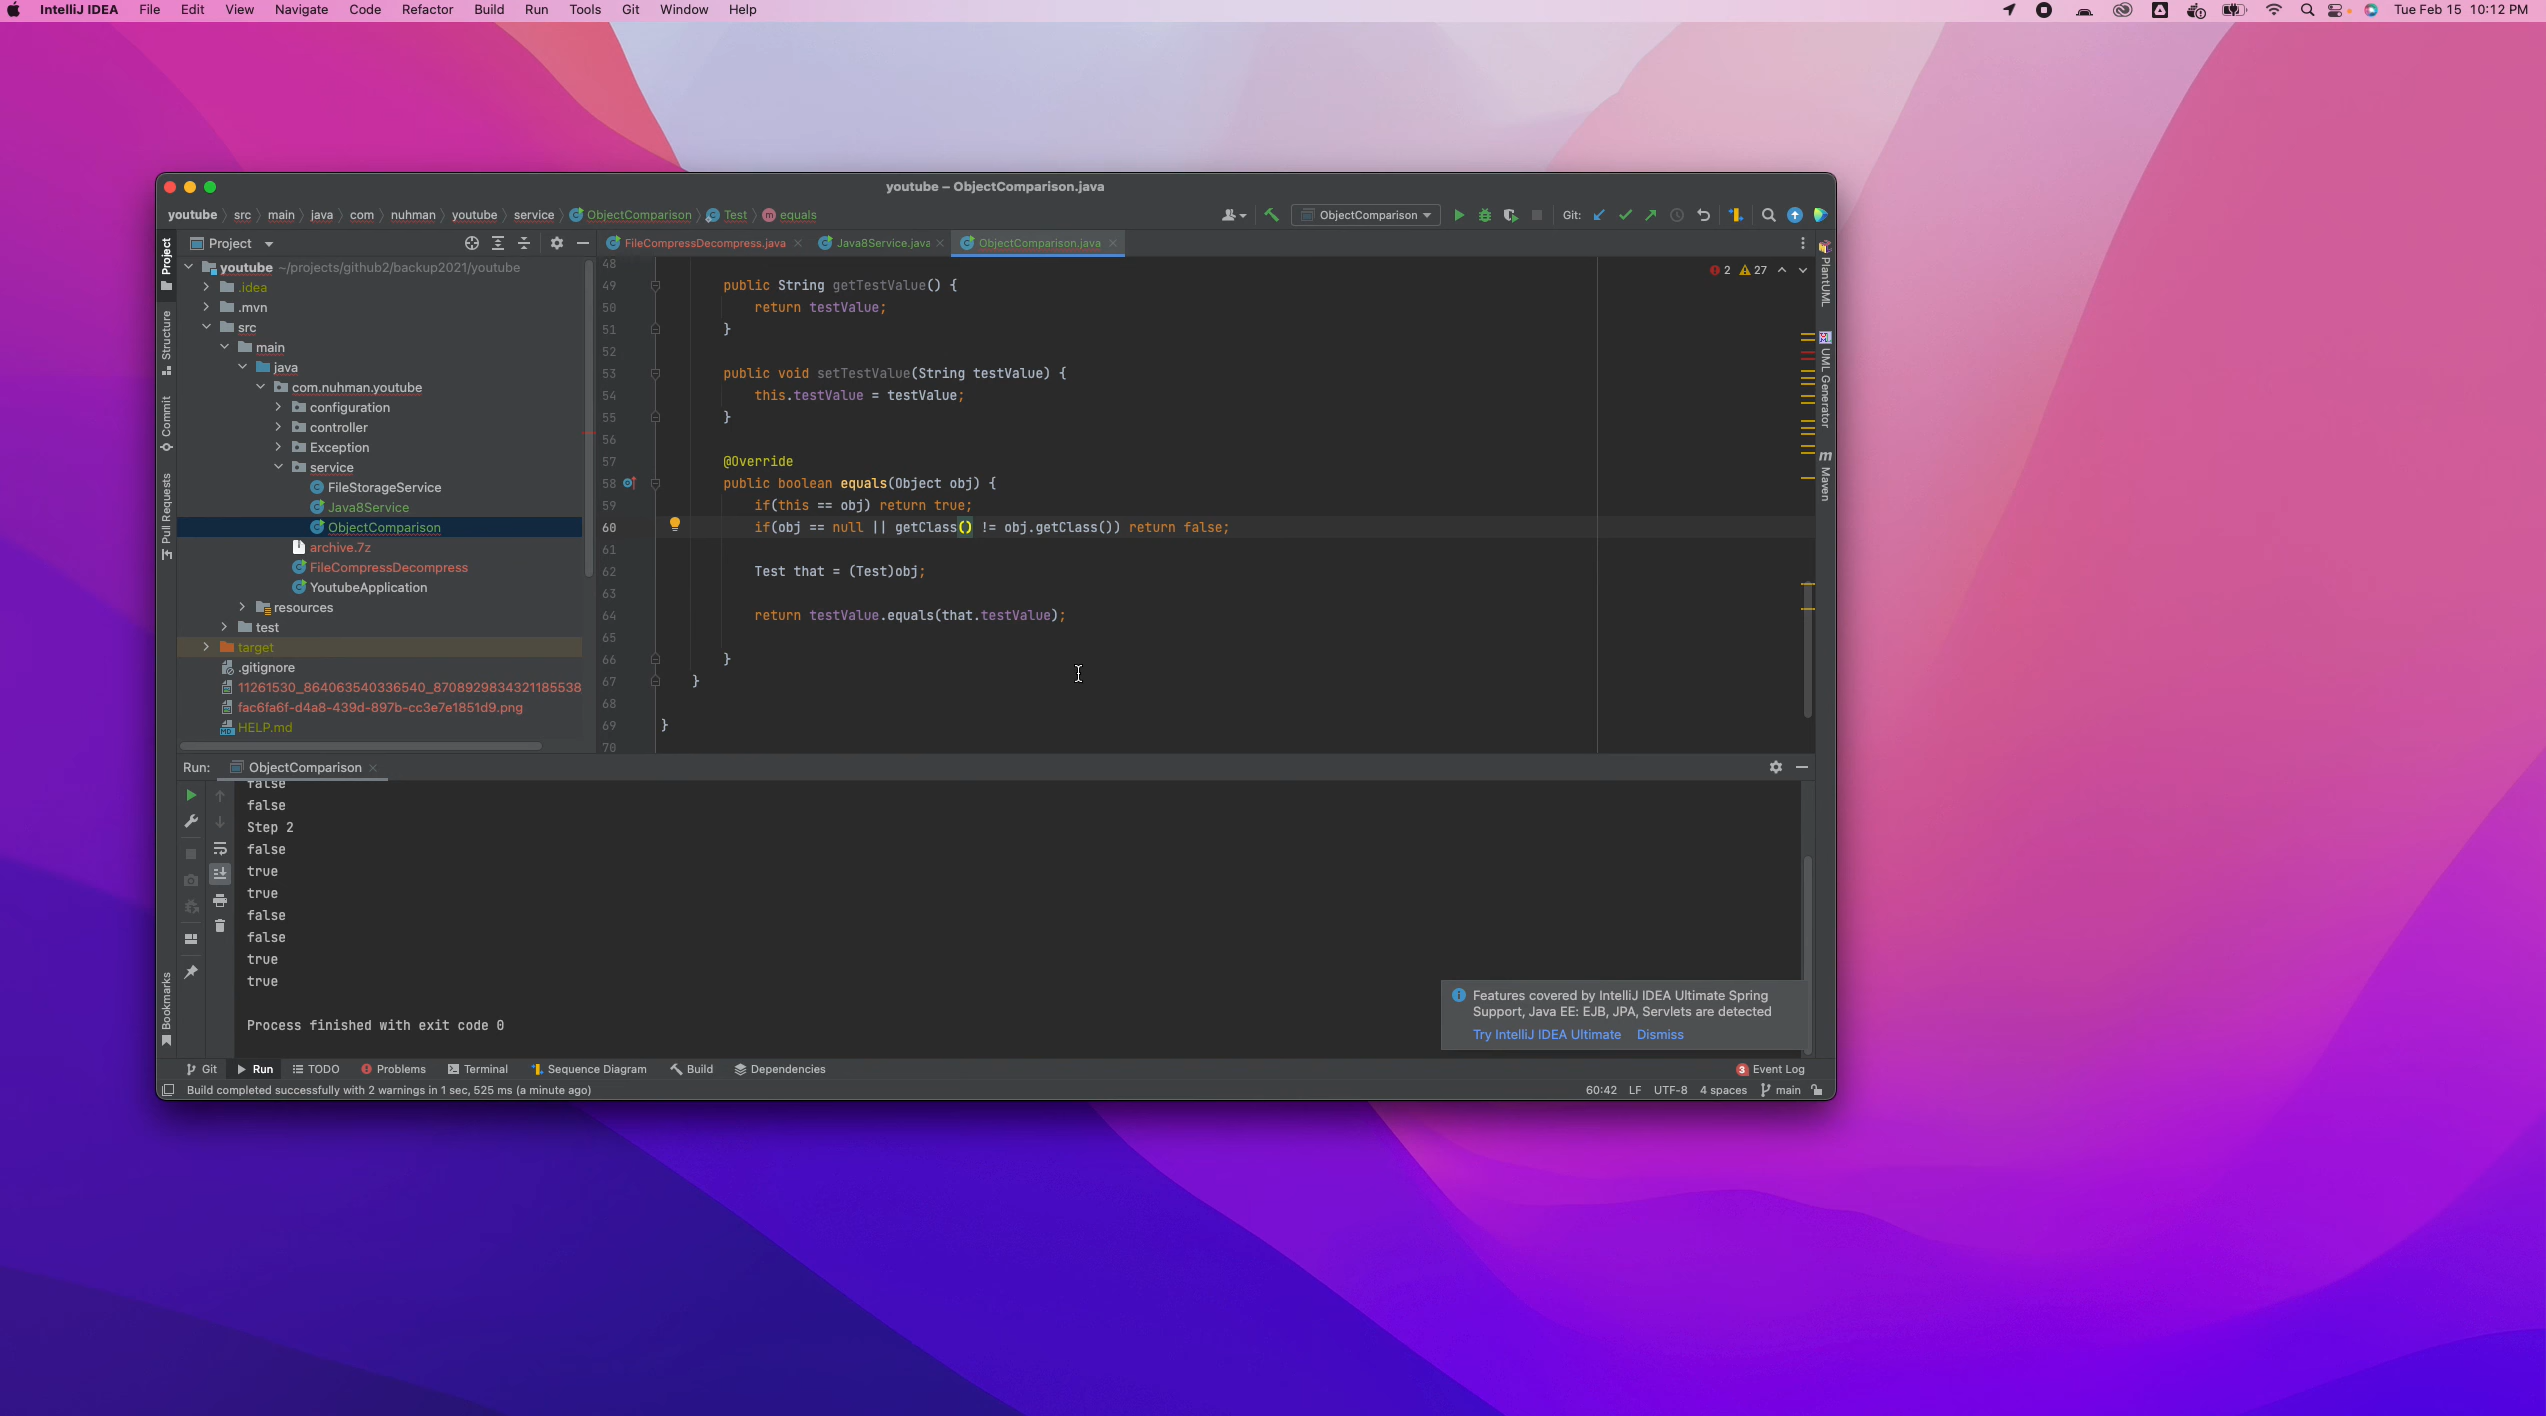 IntelliJ IDEA File Edit View Navigate Code Refactor Build Run Tools Git Window Help Tue Feb 15 10:12 PM
youtube – ObjectComparison.java
youtube src main java com nuhman youtube service ObjectComparison Test equals ObjectComparison Git:
Project FileCompressDecompress.java Java8Service.java ObjectComparison.java
Project
Structure
Commit
Pull Requests
Bookmarks
youtube ~/projects/github2/backup2021/youtube
.idea
.mvn
src
main
java
com.nuhman.youtube
configuration
controller
Exception
service
FileStorageService
Java8Service
ObjectComparison
archive.7z
FileCompressDecompress
YoutubeApplication
resources
test
target
.gitignore
11261530_864063540336540_8708929834321185538
fac6fa6f-d4a8-439d-897b-cc3e7e1851d9.png
HELP.md
2 27
48
49 public String getTestValue() {
50 return testValue;
51 }
52
53 public void setTestValue(String testValue) {
54 this.testValue = testValue;
55 }
56
57 @Override
58 public boolean equals(Object obj) {
59 if(this == obj) return true;
60 if(obj == null || getClass() != obj.getClass()) return false;
61
62 Test that = (Test)obj;
63
64 return testValue.equals(that.testValue);
65
66 }
67 }
68
69 }
70
PlantUML
UML Generator
Maven
Run: ObjectComparison
false
false
Step 2
false
true
true
false
false
true
true
Process finished with exit code 0
Features covered by IntelliJ IDEA Ultimate Spring
Support, Java EE: EJB, JPA, Servlets are detected
Try IntelliJ IDEA Ultimate Dismiss
Git Run TODO Problems Terminal Sequence Diagram Build Dependencies 3 Event Log
Build completed successfully with 2 warnings in 1 sec, 525 ms (a minute ago) 60:42 LF UTF-8 4 spaces main